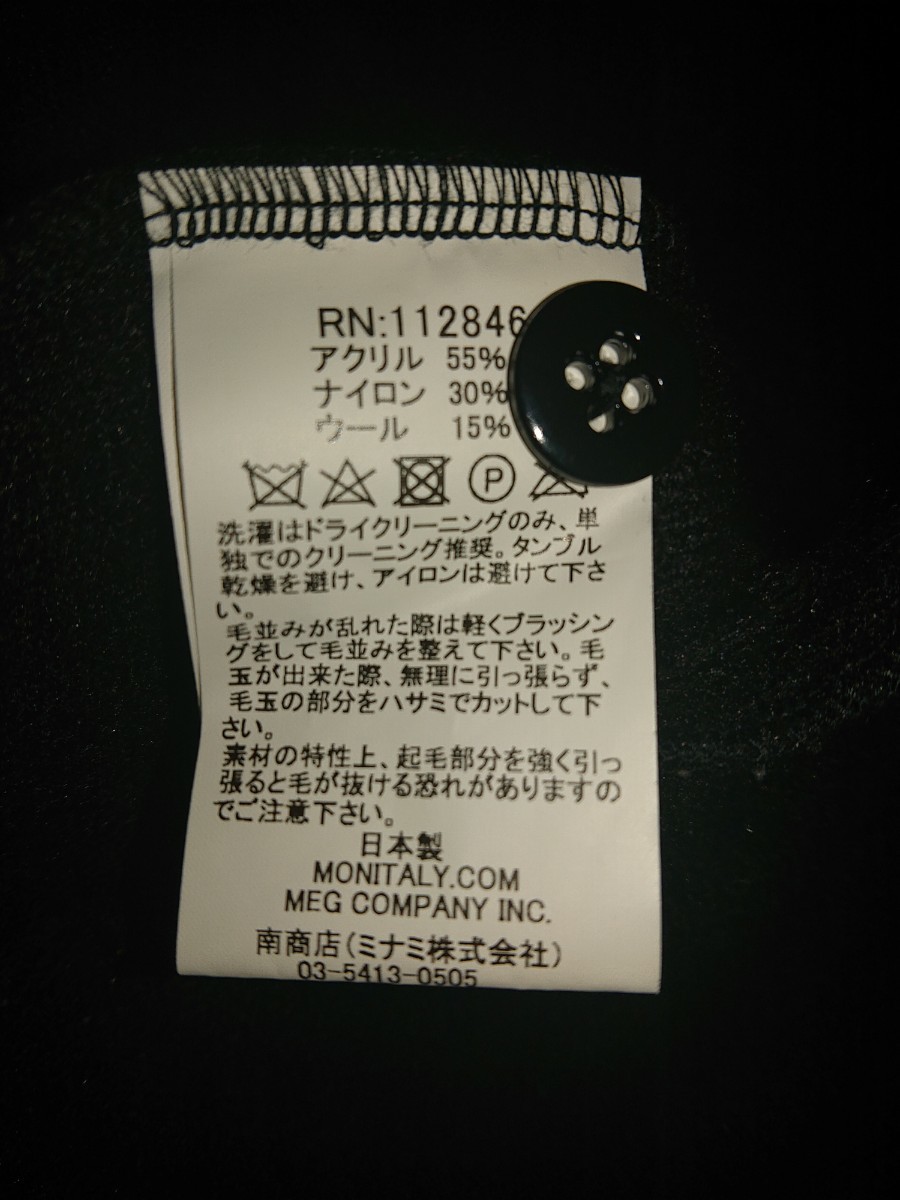 RN:112846
アクリル 55%
ナイロン 30%
ウール 15%
P
洗濯はドライクリーニングのみ、単
独でのクリーニング推奨。タンブル
乾燥を避け、アイロンは避けて下さ
い。
毛並みが乱れた際は軽くブラッシン
グをして毛並みを整えて下さい。毛
玉が出来た際、無理に引っ張らず、
毛玉の部分をハサミでカットして下
さい。
素材の特性上、起毛部分を強く引っ
張ると毛が抜ける恐れがありますの
でご注意下さい。
日本製
MONITALY.COM
MEG COMPANY INC.
南商店(ミナミ株式会社)
03-5413-0505